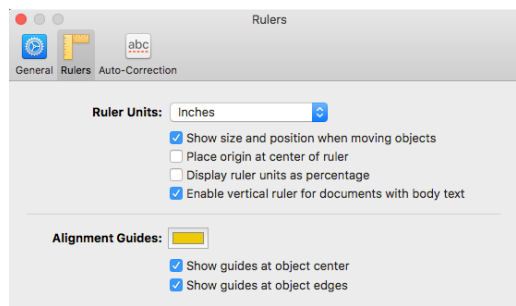 Rulers
abc
General Rulers Auto-Correction
Ruler Units: Inches
Show size and position when moving objects
Place origin at center of ruler
Display ruler units as percentage
Enable vertical ruler for documents with body text
Alignment Guides:
Show guides at object center
Show guides at object edges